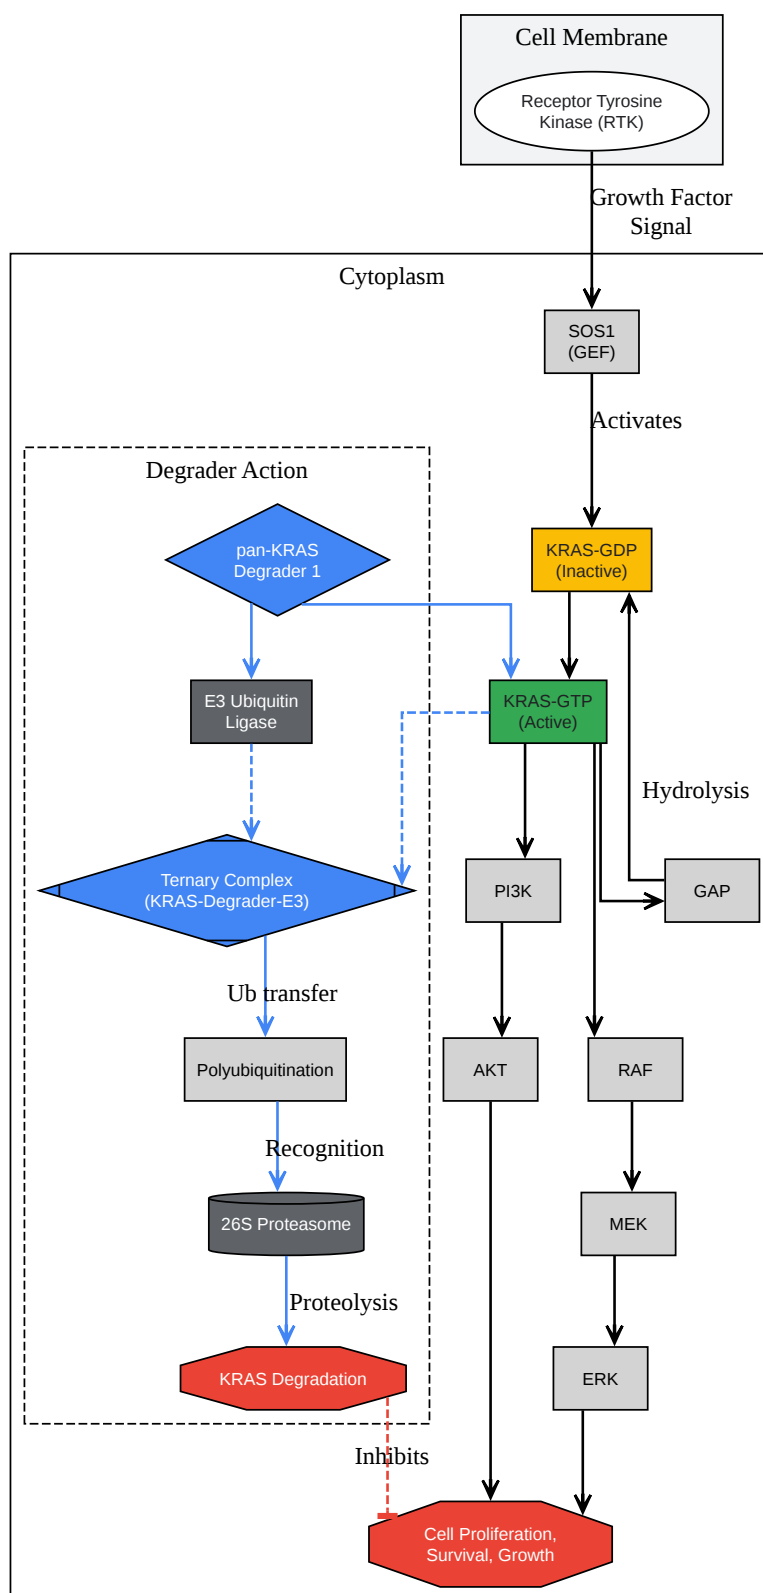 Cell Membrane
Receptor Tyrosine
Kinase (RTK)
Growth Factor
Signal
Cytoplasm
SOS1
(GEF)
Activates
Degrader Action
pan-KRAS
Degrader 1
KRAS-GDP
(Inactive)
E3 Ubiquitin
Ligase
KRAS-GTP
(Active)
Hydrolysis
Ternary Complex
(KRAS-Degrader-E3)
PI3K
GAP
Ub transfer
Polyubiquitination
AKT
RAF
Recognition
26S Proteasome
MEK
Proteolysis
KRAS Degradation
ERK
Inhibits
Cell Proliferation,
Survival, Growth